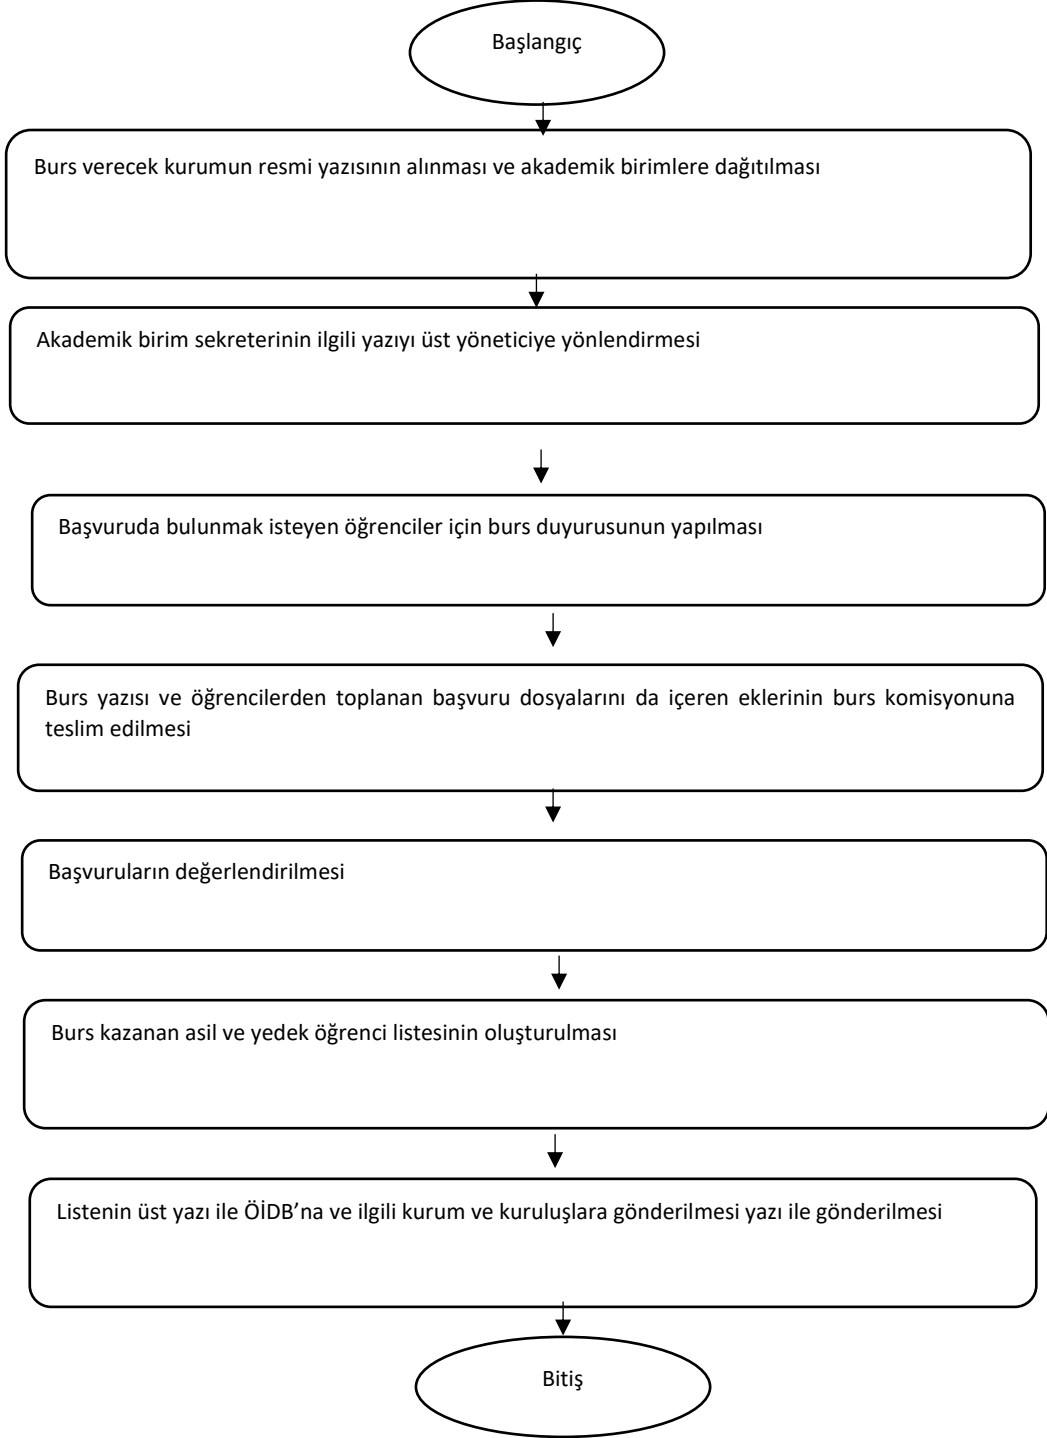 Başlangıç
Burs verecek kurumun resmi yazısının alınması ve akademik birimlere dağıtılması
Akademik birim sekreterinin ilgili yazıyı üst yöneticiye yönlendirmesi
Başvuruda bulunmak isteyen öğrenciler için burs duyurusunun yapılması
Burs yazısı ve öğrencilerden toplanan başvuru dosyalarını da içeren eklerinin burs komisyonuna
teslim edilmesi
Başvuruların değerlendirilmesi
Burs kazanan asil ve yedek öğrenci listesinin oluşturulması
Listenin üst yazı ile ÖİDB’na ve ilgili kurum ve kuruluşlara gönderilmesi yazı ile gönderilmesi
Bitiş